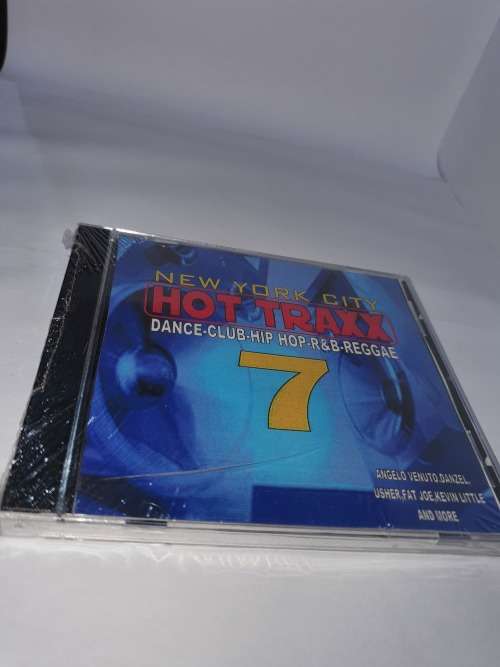 NEW YORK CITY
HOT TRAXX
DANCE-CLUB-HIP HOP-R&B-REGGAE
7
ANGELO VENUTO,DANZEL,
USHER,FAT JOE,KEVIN LITTLE
AND MORE